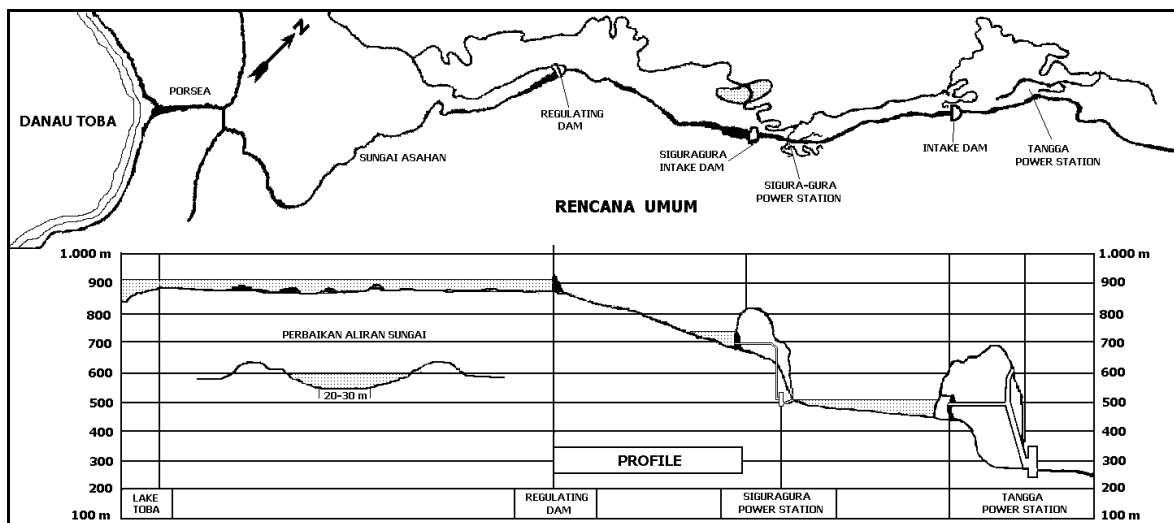 N
PORSEA
DANAU TOBA
SUNGAI ASAHAN
REGULATING
DAM
SIGURAGURA
INTAKE DAM
SIGURA-GURA
POWER STATION
INTAKE DAM
TANGGA
POWER STATION
RENCANA UMUM
1.000 m
900
800
700
600
500
400
300
200
100 m
PERBAIKAN ALIRAN SUNGAI
20-30 m
PROFILE
1.000 m
900
800
700
600
500
400
300
200
100 m
LAKE
TOBA
REGULATING
DAM
SIGURAGURA
POWER STATION
TANGGA
POWER STATION